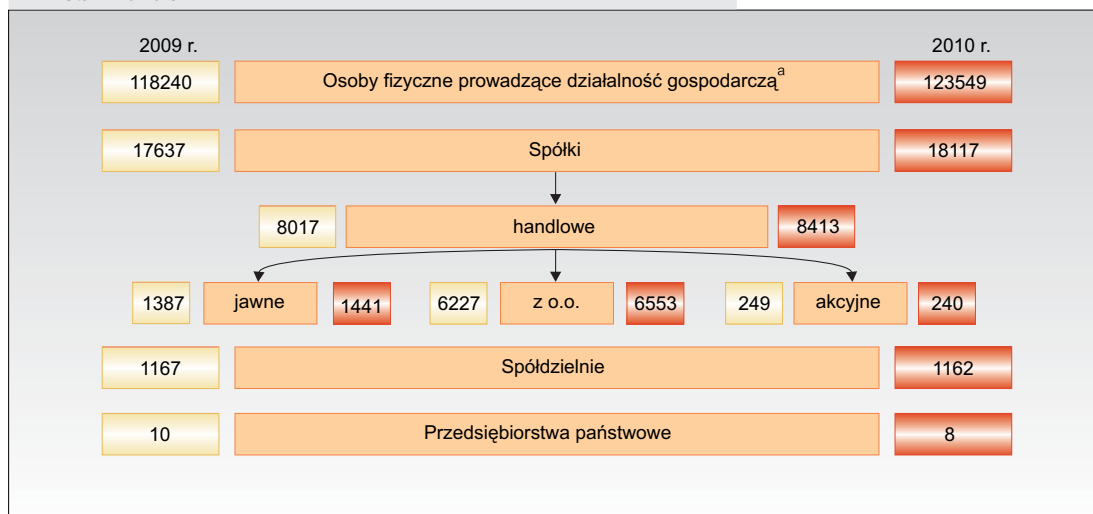 2009 r. 2010 r.
118240 Osoby fizyczne prowadzące działalność gospodarczą^a 123549
17637 Spółki 18117
8017 handlowe 8413
1387 jawne 1441 6227 z o.o. 6553 249 akcyjne 240
1167 Spółdzielnie 1162
10 Przedsiębiorstwa państwowe 8